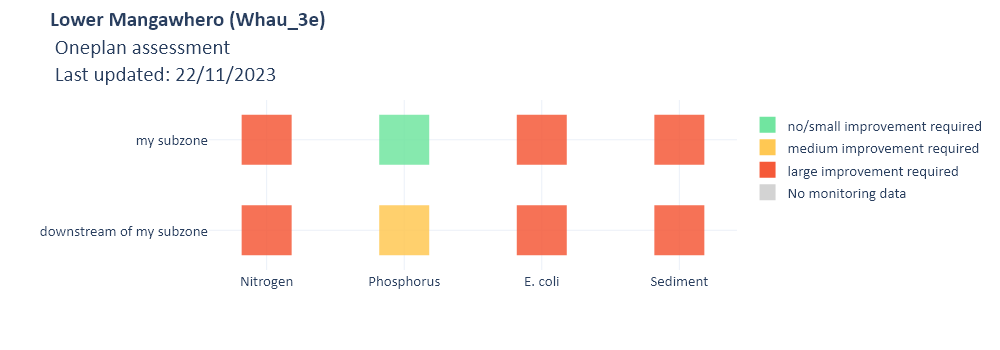 Lower Mangawhero (Whau_3e)
Oneplan assessment
Last updated: 22/11/2023
my subzone
downstream of my subzone
Nitrogen
Phosphorus
E. coli
Sediment
no/small improvement required
medium improvement required
large improvement required
No monitoring data